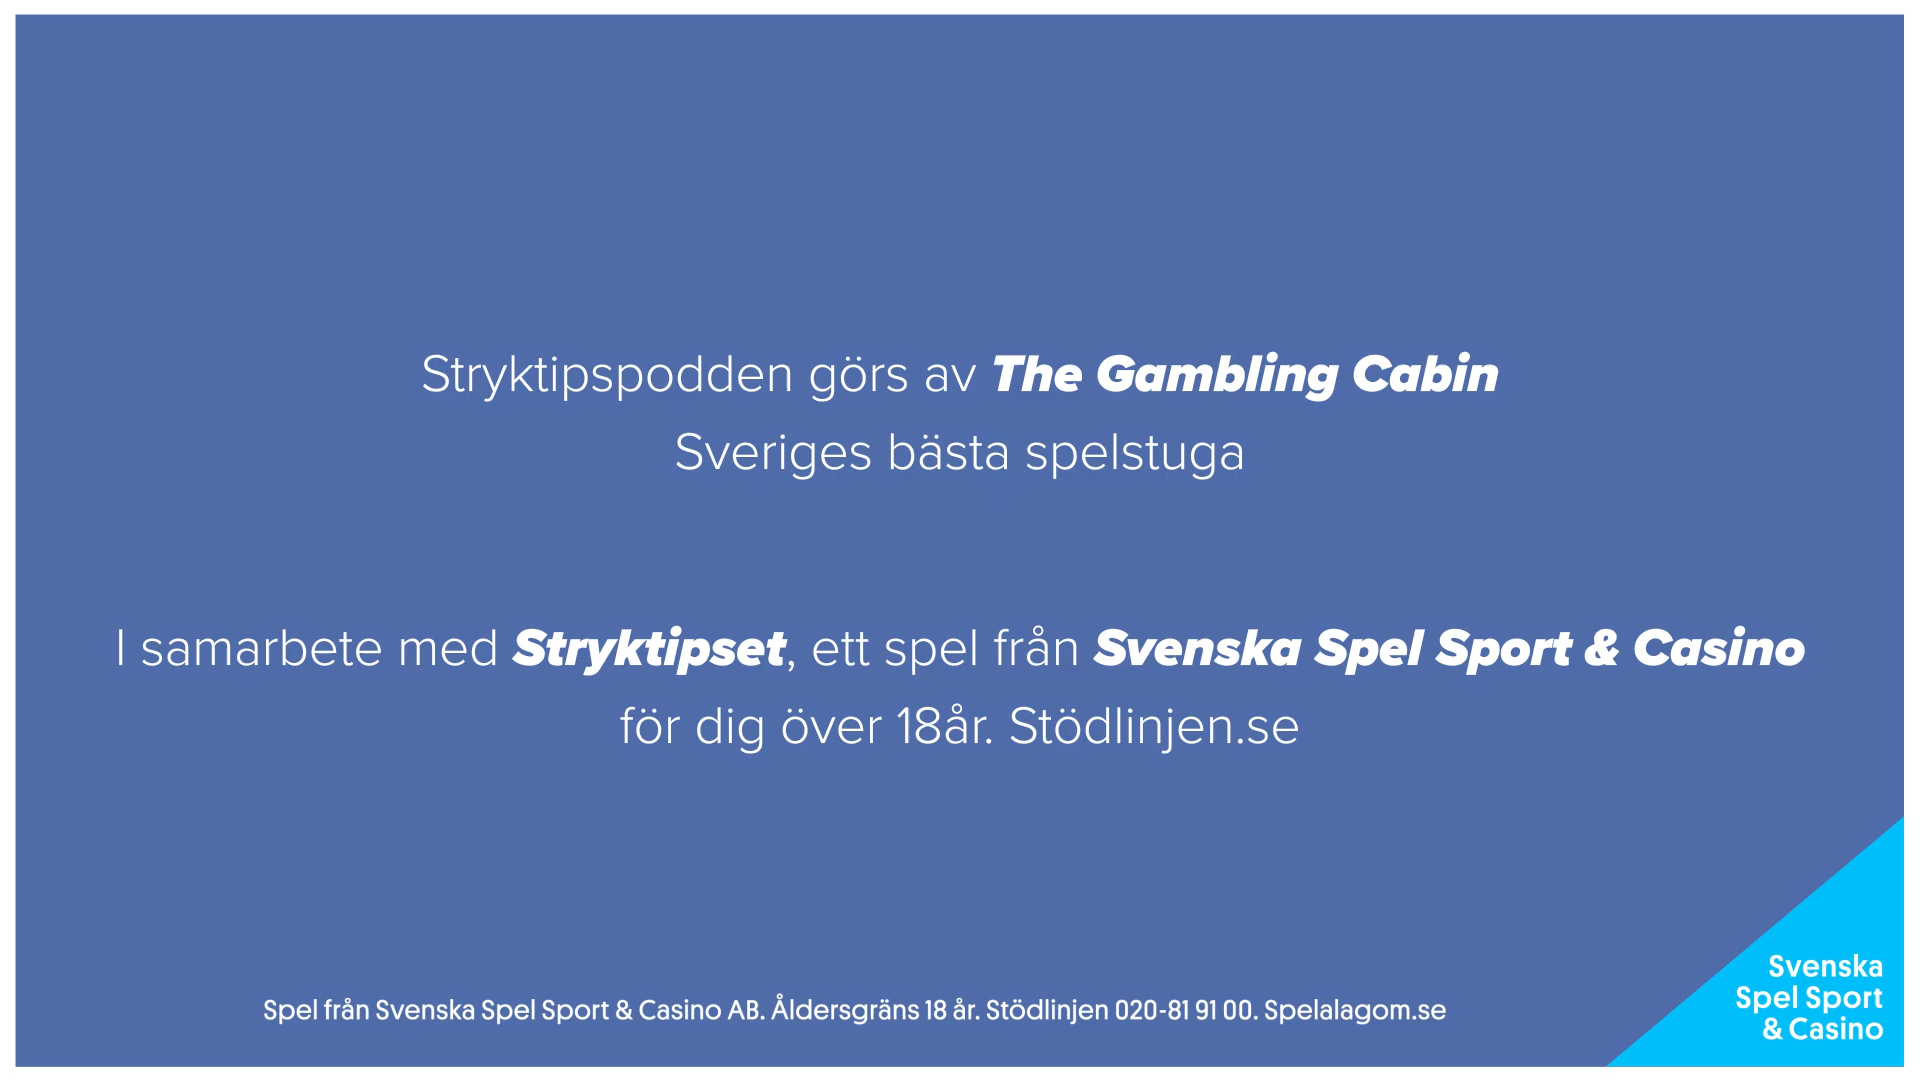 Stryktipspodden görs av The Gambling Cabin
Sveriges bästa spelstuga
I samarbete med Stryktipset, ett spel från Svenska Spel Sport & Casino
för dig över 18år. Stödlinjen.se
Spel från Svenska Spel Sport & Casino AB. Åldersgräns 18 år. Stödlinjen 020-81 91 00. Spelalagom.se
Svenska
Spel Sport
& Casino